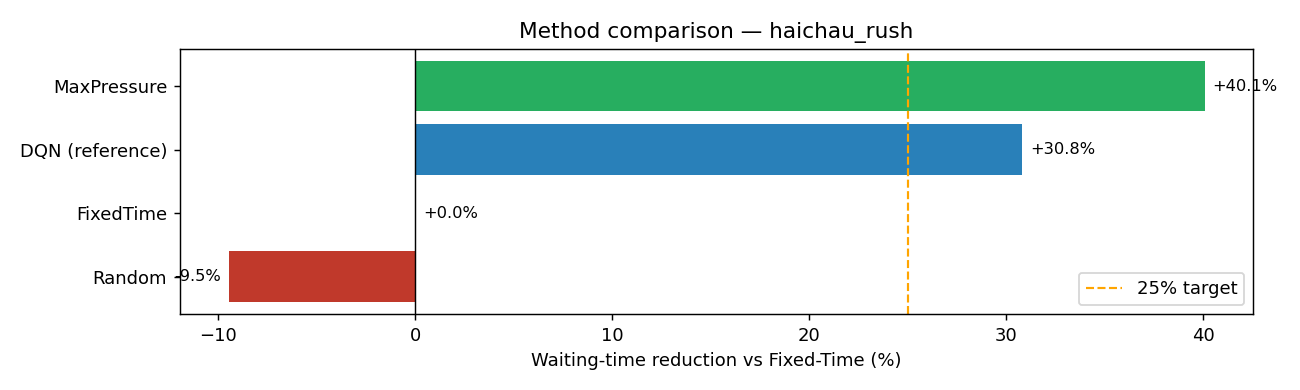 Method comparison — haichau_rush
MaxPressure
+40.1%
DQN (reference)
+30.8%
FixedTime
+0.0%
Random
-9.5%
25% target
−10 0 10 20 30 40
Waiting-time reduction vs Fixed-Time (%)